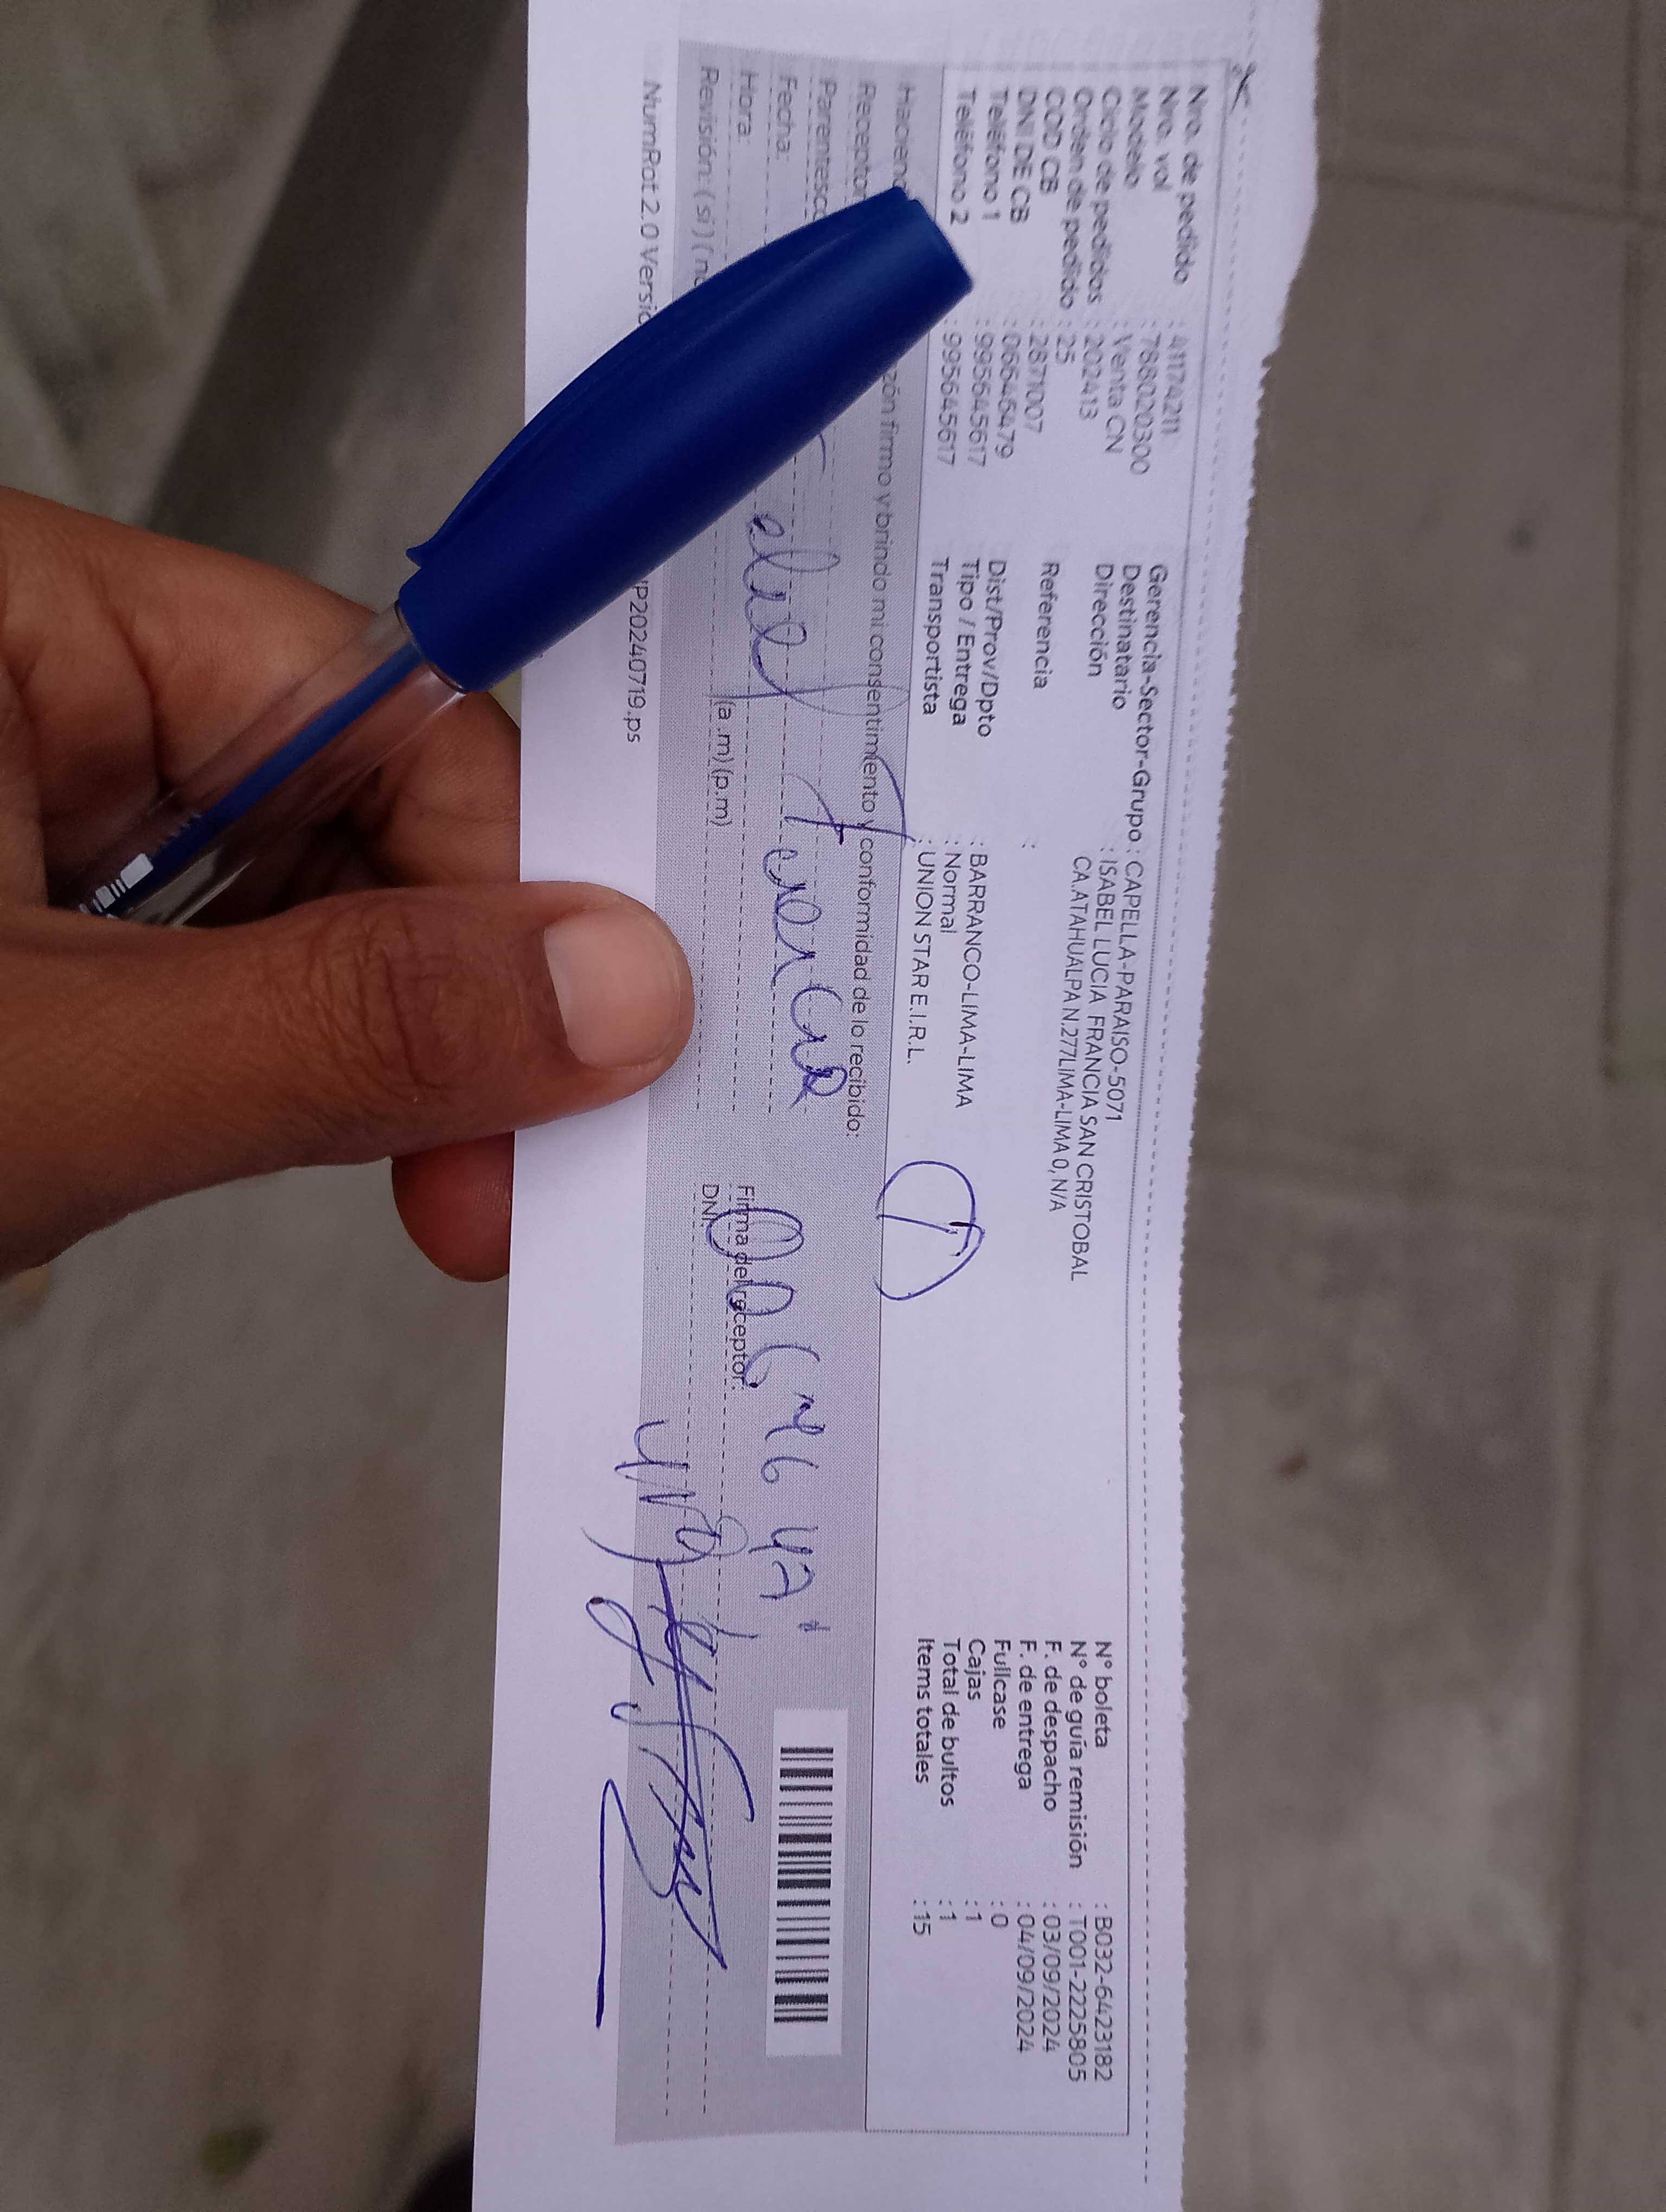 Nro. de pedido : 41174211
Nro. vol : 788020300
Modelo : Venta CN
Ciclo de pedidos : 202413
Orden de pedido : 25
COD CB : 2871007
DNI DE CB : 06646479
Teléfono 1 : 995645617
Teléfono 2 : 995645617
Gerencia-Sector-Grupo : CAPELLA-PARAISO-5071
Destinatario : ISABEL LUCIA FRANCIA SAN CRISTOBAL
Dirección CA.ATAHUALPA N.277LIMA-LIMA 0, N/A
Referencia :
Dist/Prov/Dpto : BARRANCO-LIMA-LIMA
Tipo / Entrega : Normal
Transportista : UNION STAR E.I.R.L.
N° boleta : B032-6423182
N° de guía remisión : T001-2225805
F. de despacho : 03/09/2024
F. de entrega : 04/09/2024
Fullcase : 0
Cajas : 1
Total de bultos : 1
Items totales : 15
firmo y brindo mi consentimiento y conformidad de lo recibido:
Receptor
Parentesco
Fecha:
Hora: (a.m) (p.m)
Revisión: ( si )
Firma del receptor:
DNI
NumRot 2.0 P20240719.ps